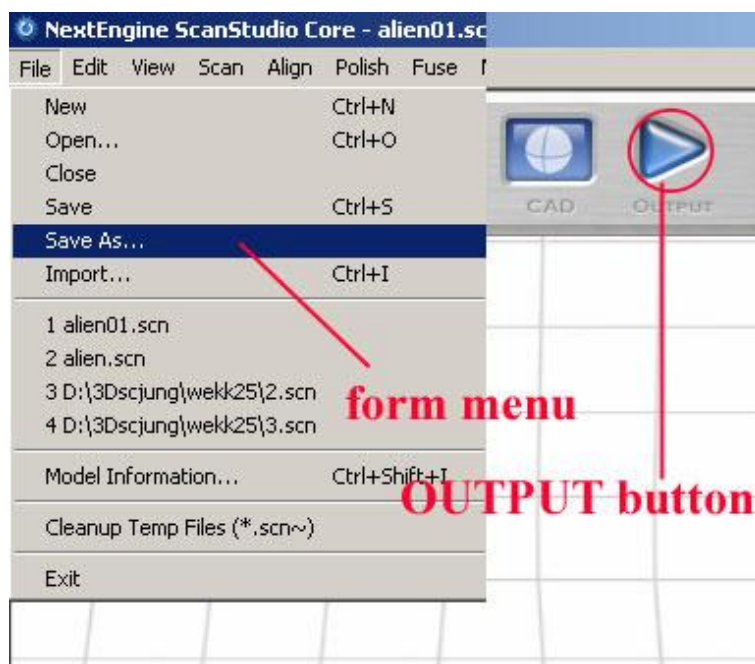 NextEngine ScanStudio Core - alien01.sc
File Edit View Scan Align Polish Fuse
New Ctrl+N
Open... Ctrl+O
Close
Save Ctrl+S
Save As...
Import... Ctrl+I
CAD OUTPUT
1 alien01.scn
2 alien.scn
3 D:\3Dscjung\wekk25\2.scn
4 D:\3Dscjung\wekk25\3.scn
form menu
Model Information... Ctrl+Shift+I
OUTPUT button
Cleanup Temp Files (*.scn~)
Exit